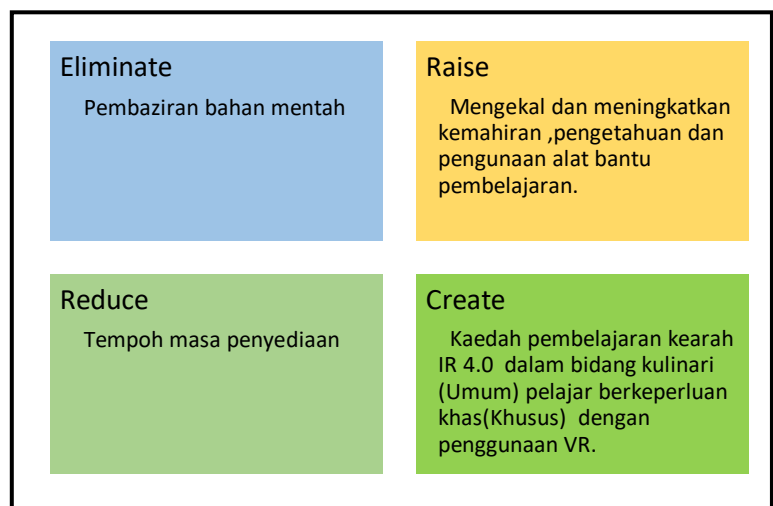 Eliminate
Pembaziran bahan mentah
Raise
Mengekal dan meningkatkan
kemahiran ,pengetahuan dan
pengunaan alat bantu
pembelajaran.
Reduce
Tempoh masa penyediaan
Create
Kaedah pembelajaran kearah
IR 4.0 dalam bidang kulinari
(Umum) pelajar berkeperluan
khas(Khusus) dengan
penggunaan VR.